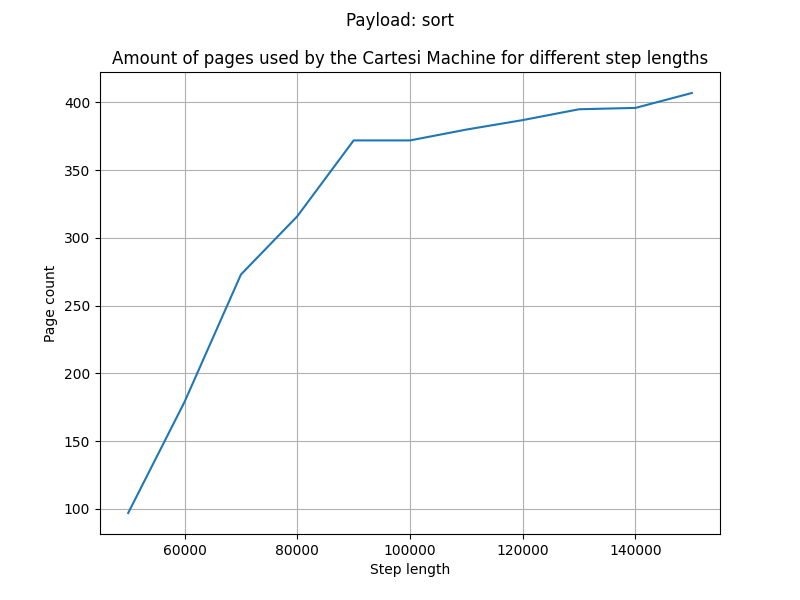 Payload: sort
Amount of pages used by the Cartesi Machine for different step lengths
400
350
300
250
200
150
100
Page count
60000 80000 100000 120000 140000
Step length